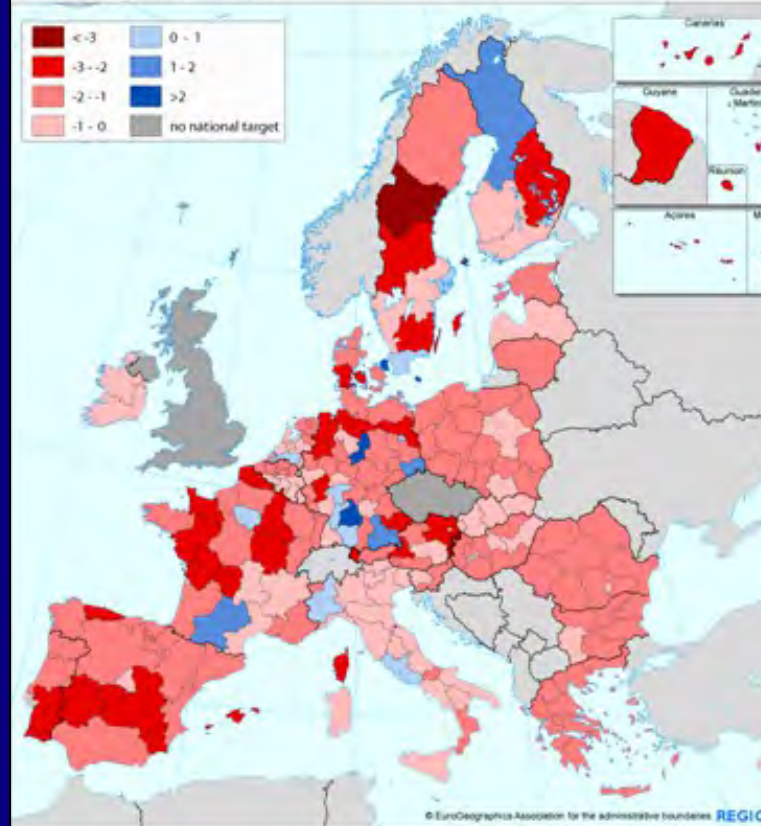 < -3
-3 - -2
-2 - -1
-1 - 0
0 - 1
1 - 2
>2
no national target
Canarias
Guyane
Réunion
Açores
© EuroGeographics Association for the administrative boundaries
REGIO